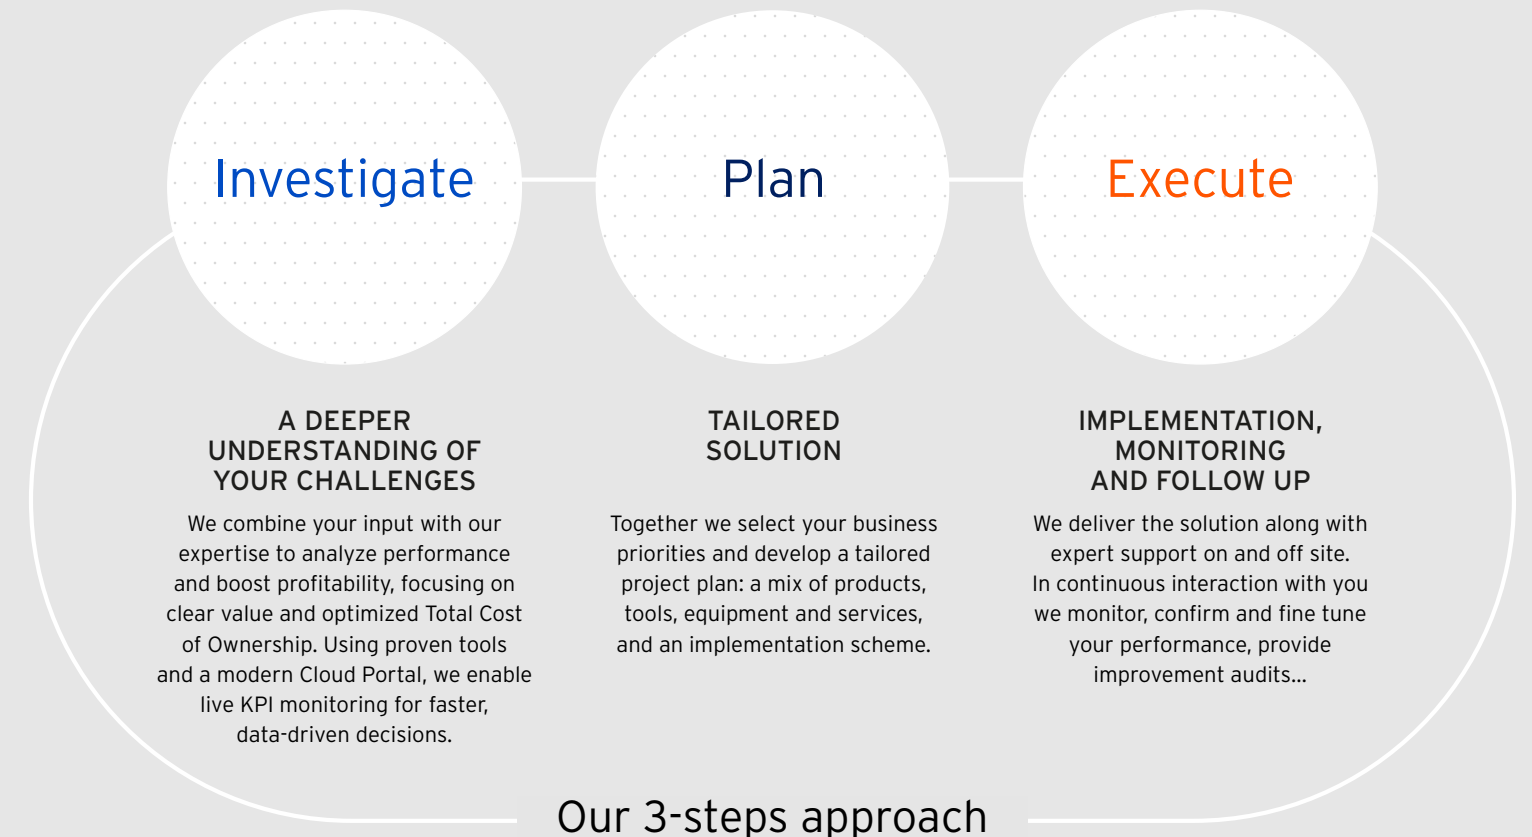 Investigate
Plan
Execute
A DEEPER
UNDERSTANDING OF
YOUR CHALLENGES
We combine your input with our
expertise to analyze performance
and boost profitability, focusing on
clear value and optimized Total Cost
of Ownership. Using proven tools
and a modern Cloud Portal, we enable
live KPI monitoring for faster,
data-driven decisions.
TAILORED
SOLUTION
Together we select your business
priorities and develop a tailored
project plan: a mix of products,
tools, equipment and services,
and an implementation scheme.
IMPLEMENTATION,
MONITORING
AND FOLLOW UP
We deliver the solution along with
expert support on and off site.
In continuous interaction with you
we monitor, confirm and fine tune
your performance, provide
improvement audits...
Our 3-steps approach